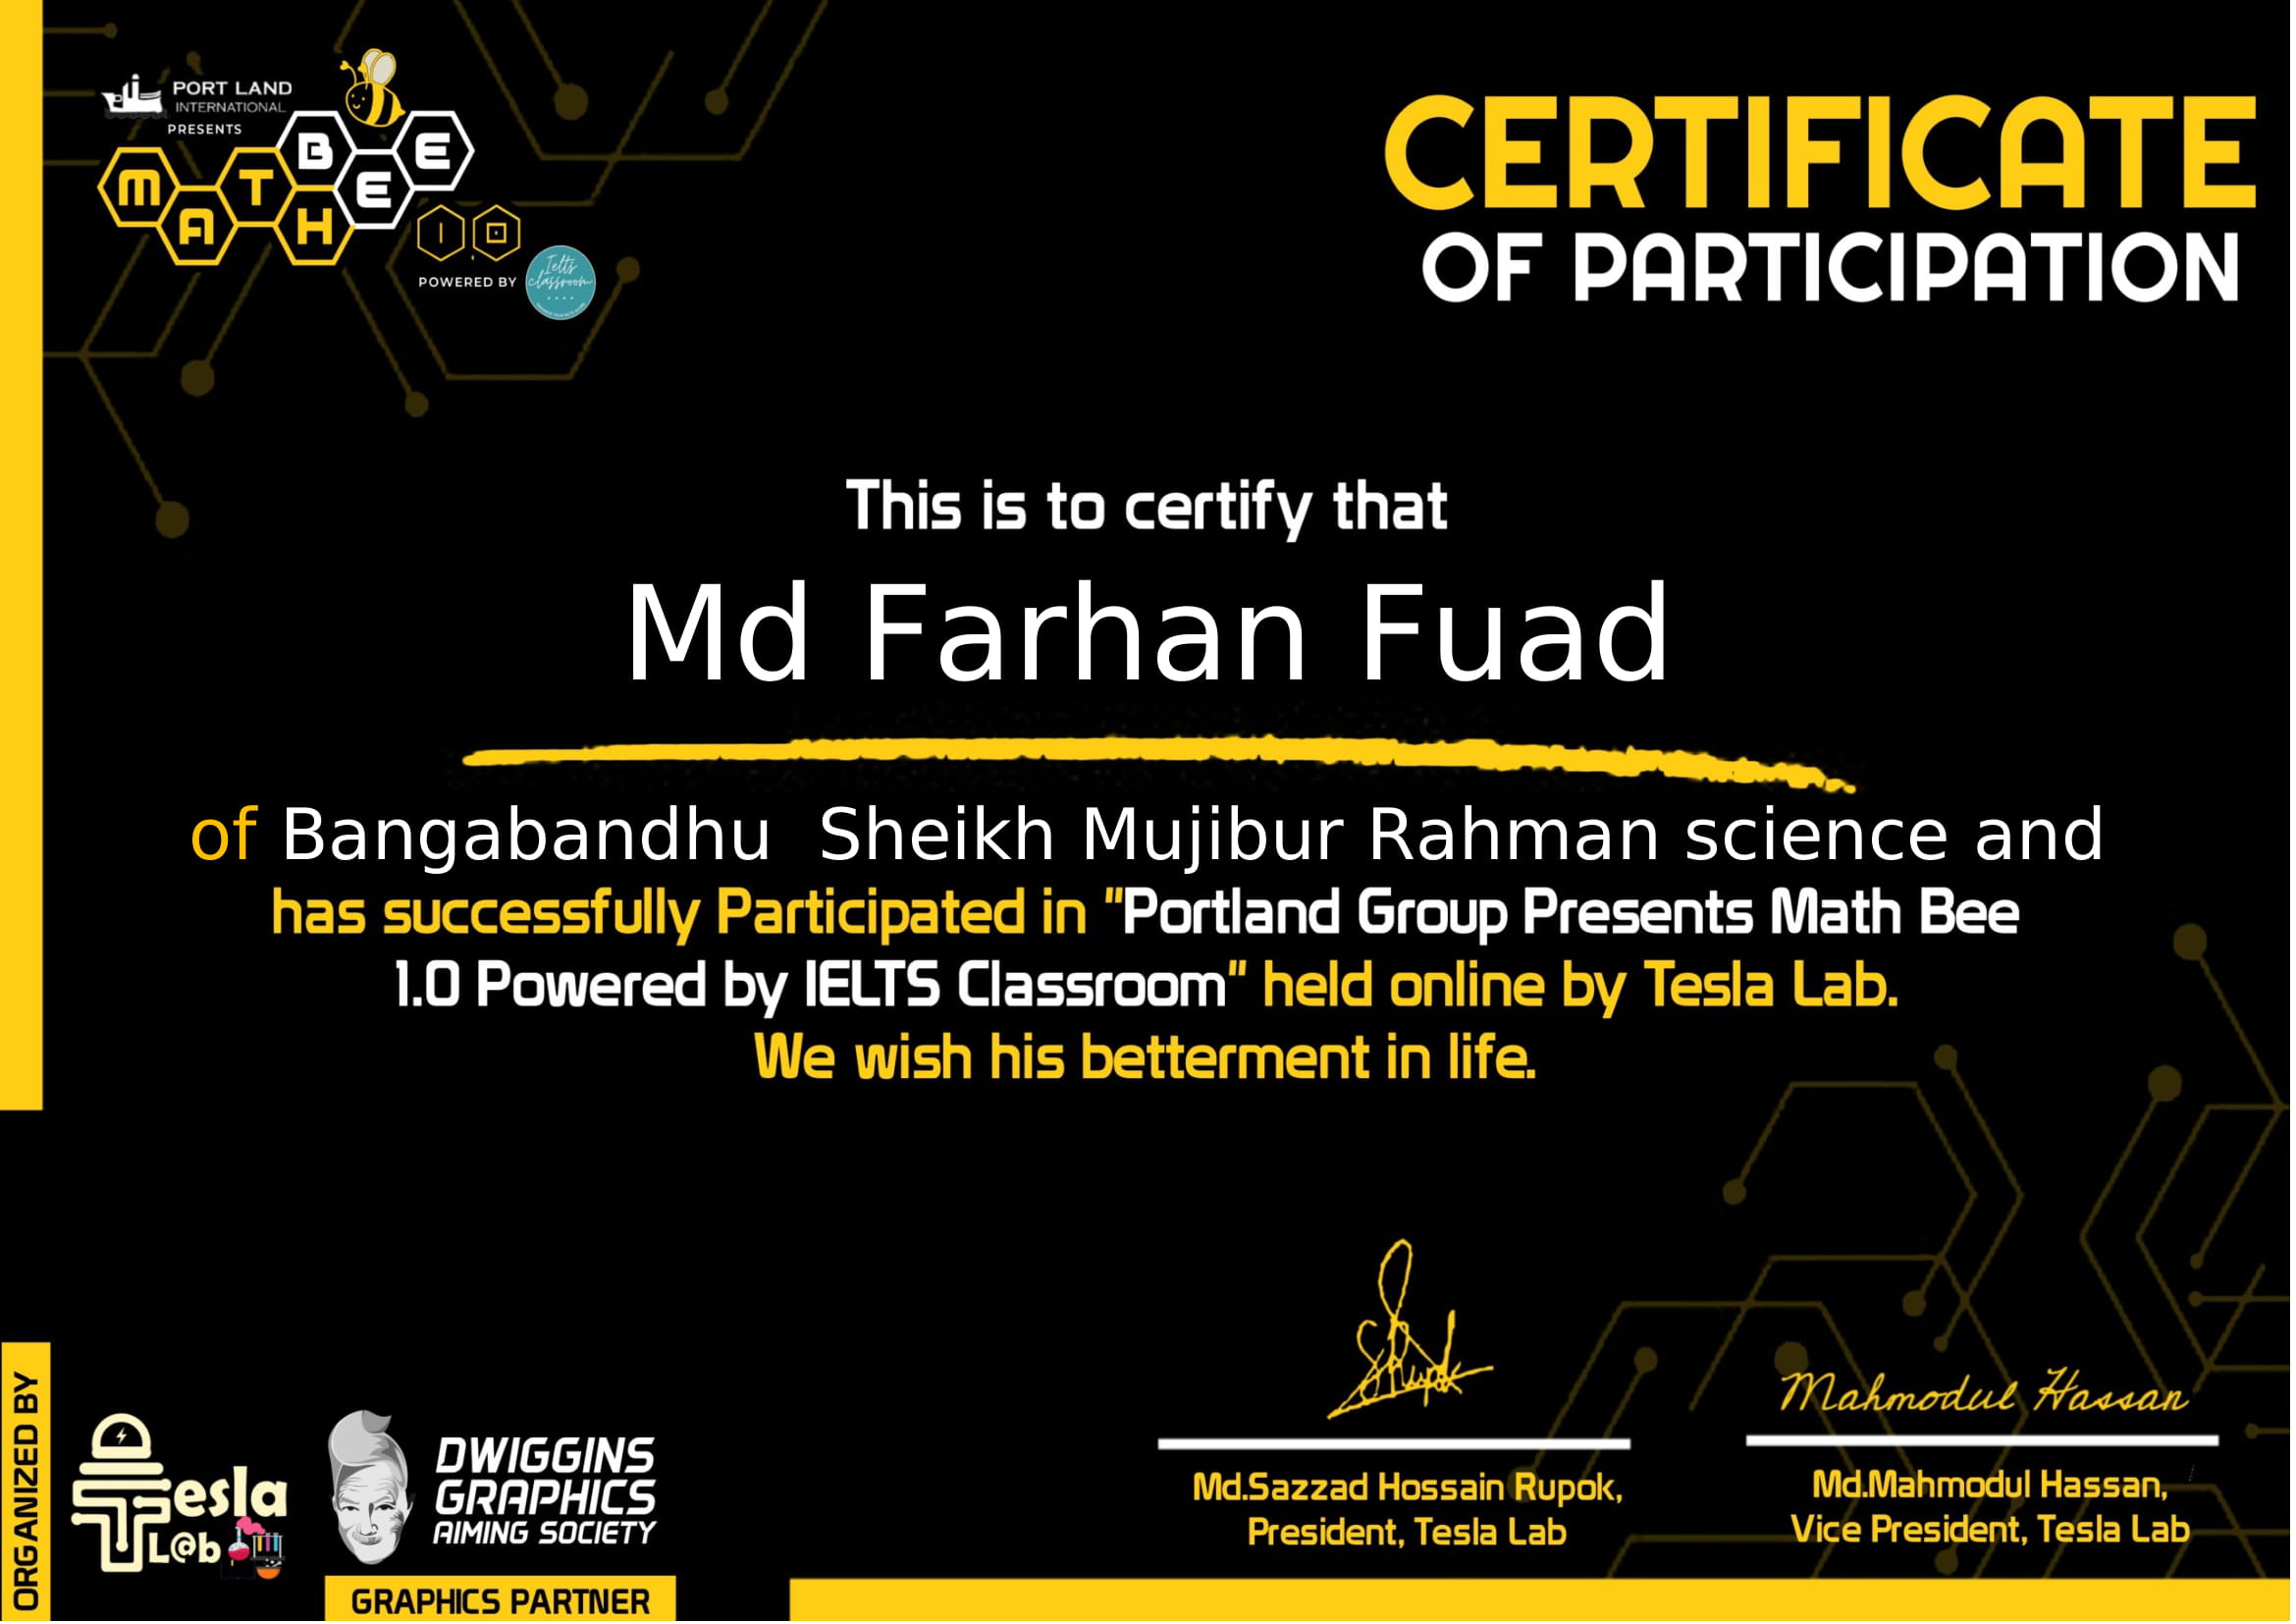 PORT LAND
INTERNATIONAL
PRESENTS
MATH BEE
1.0
POWERED BY
Ielts
classroom
CERTIFICATE
OF PARTICIPATION
This is to certify that
Md Farhan Fuad
of Bangabandhu  Sheikh Mujibur Rahman science and
has successfully Participated in "Portland Group Presents Math Bee
1.0 Powered by IELTS Classroom" held online by Tesla Lab.
We wish his betterment in life.
ORGANIZED BY
Tesla
L@b
DWIGGINS
GRAPHICS
AIMING SOCIETY
GRAPHICS PARTNER
SRupok
Md.Sazzad Hossain Rupok,
President, Tesla Lab
Mahmodul Hassan
Md.Mahmodul Hassan,
Vice President, Tesla Lab